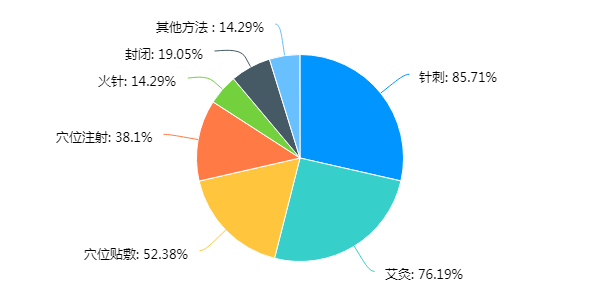 其他方法 : 14.29%
封闭: 19.05%
火针: 14.29%
穴位注射: 38.1%
穴位贴敷: 52.38%
针刺: 85.71%
艾灸: 76.19%